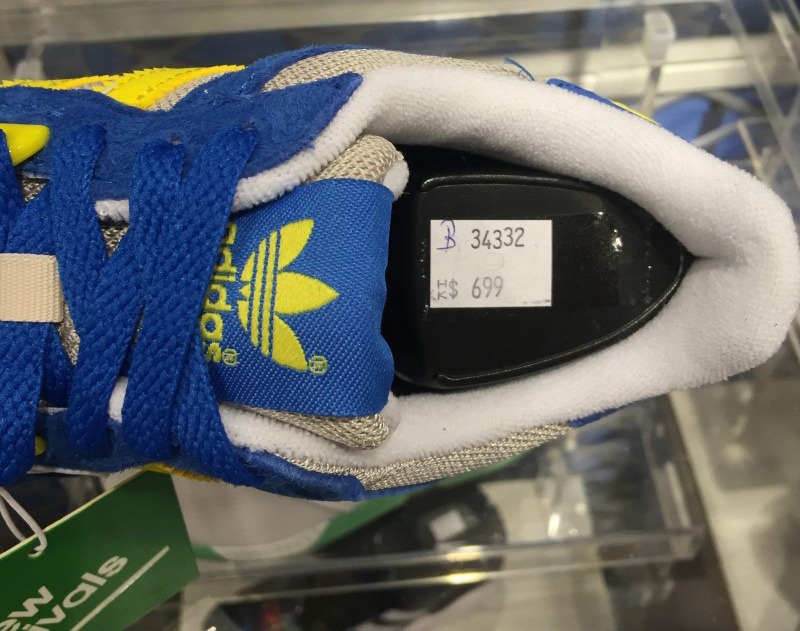 B 34332
HK$ 699
adidas®
®
new
arrivals